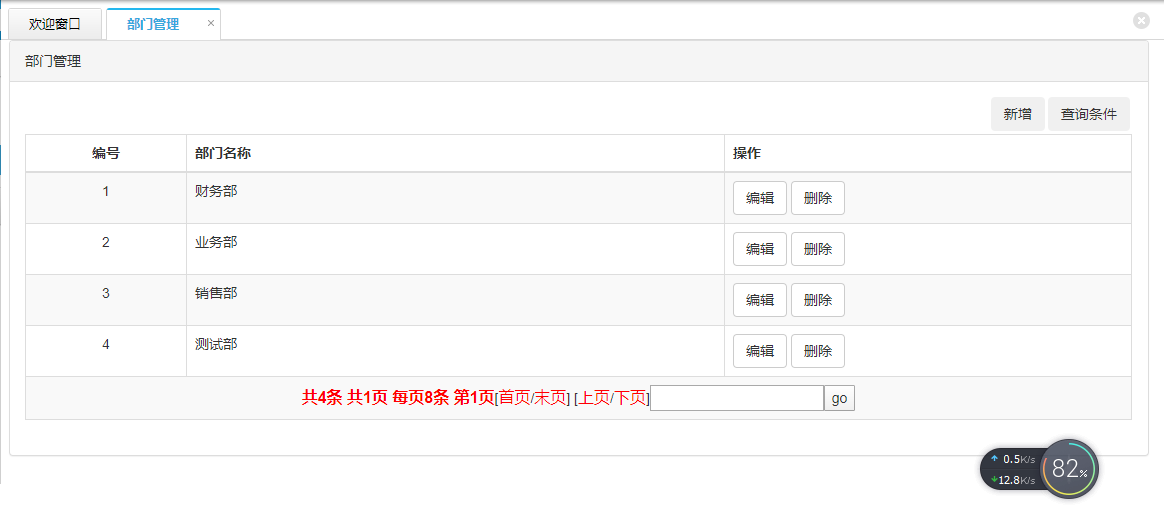 欢迎窗口 部门管理 ×
部门管理
新增 查询条件
编号 部门名称 操作
1 财务部 编辑 删除
2 业务部 编辑 删除
3 销售部 编辑 删除
4 测试部 编辑 删除
共4条 共1页 每页8条 第1页[首页/末页] [上页/下页] go
0.5K/s
12.8K/s
82%